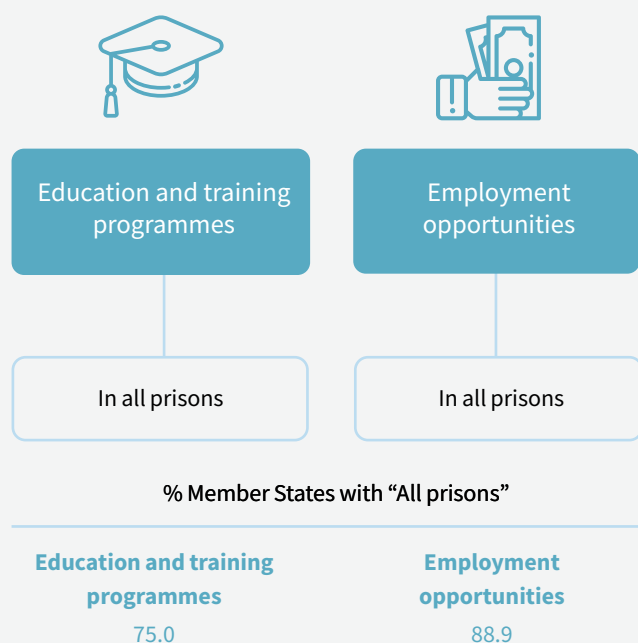 Education and training
programmes
Employment
opportunities
In all prisons
In all prisons
% Member States with “All prisons”
Education and training
programmes
Employment
opportunities
75.0
88.9